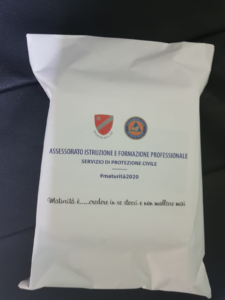 ASSESSORATO ISTRUZIONE E FORMAZIONE PROFESSIONALE
SERVIZIO DI PROTEZIONE CIVILE
#maturità2020
Maturità è.....credere in se stessi e non mollare mai